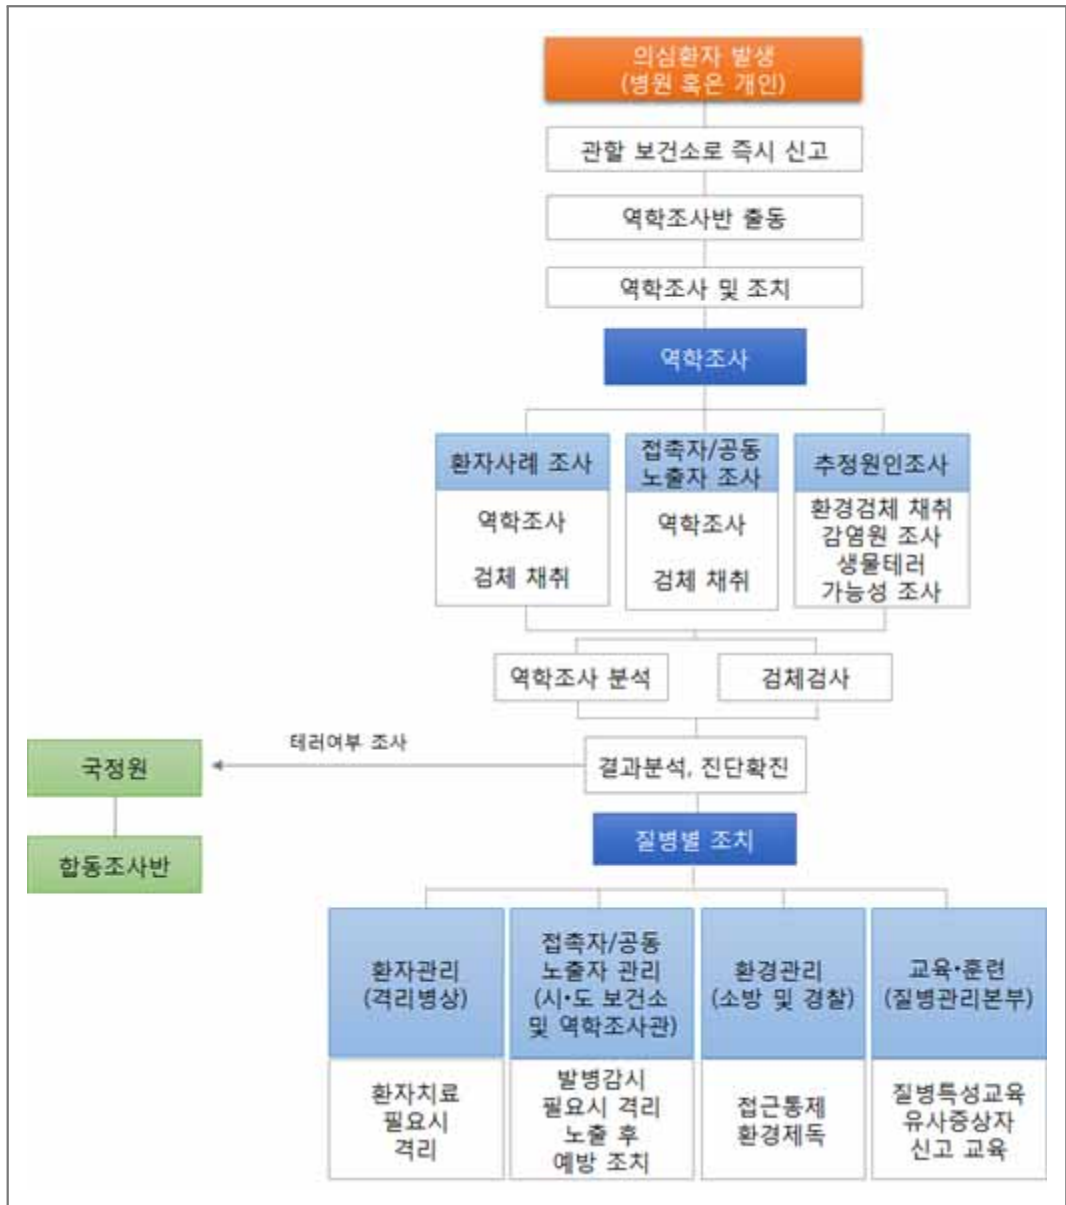 의심환자 발생
(병원 혹은 개인)
관할 보건소로 즉시 신고
역학조사반 출동
역학조사 및 조치
역학조사
환자사례 조사
역학조사
검체 채취
접촉자/공동
노출자 조사
역학조사
검체 채취
추정원인조사
환경검체 채취
감염원 조사
생물테러
가능성 조사
역학조사 분석
검체검사
결과분석, 진단확진
테러여부 조사
국정원
합동조사반
질병별 조치
환자관리
(격리병상)
환자치료
필요시
격리
접촉자/공동
노출자 관리
(시•도 보건소
및 역학조사관)
발병감시
필요시 격리
노출 후
예방 조치
환경관리
(소방 및 경찰)
접근통제
환경제독
교육•훈련
(질병관리본부)
질병특성교육
유사증상자
신고 교육